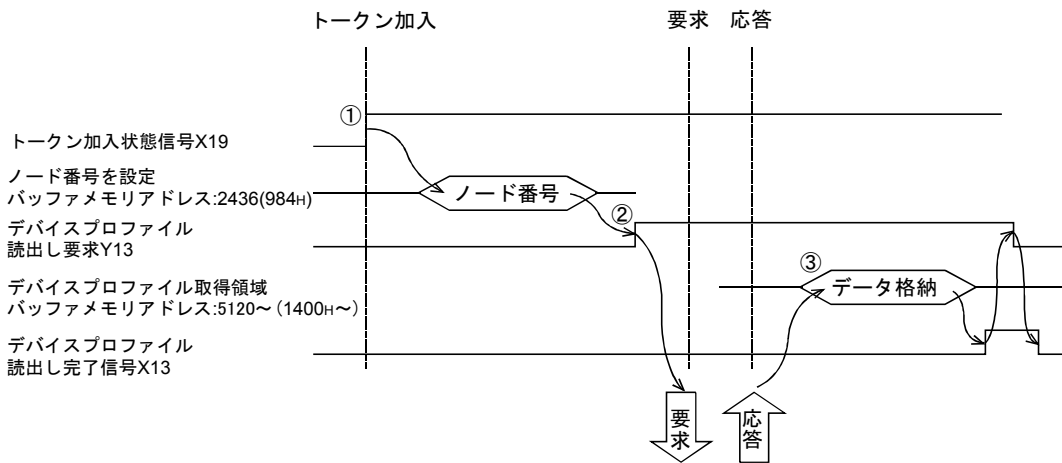 トークン加入
要求 応答
①
トークン加入状態信号X19
ノード番号を設定
バッファメモリアドレス:2436(984H)
ノード番号
②
デバイスプロファイル
読出し要求Y13
③
デバイスプロファイル取得領域
バッファメモリアドレス:5120～(1400H～)
データ格納
デバイスプロファイル
読出し完了信号X13
要求
応答